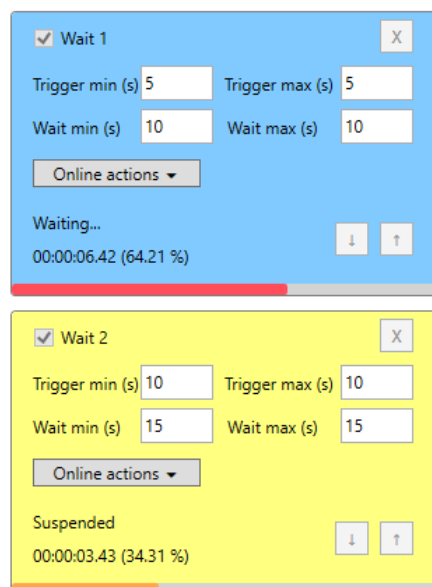 Wait 1 X
Trigger min (s) 5 Trigger max (s) 5
Wait min (s) 10 Wait max (s) 10
Online actions
Waiting...
↓ ↑
00:00:06.42 (64.21 %)
Wait 2 X
Trigger min (s) 10 Trigger max (s) 10
Wait min (s) 15 Wait max (s) 15
Online actions
Suspended
↓ ↑
00:00:03.43 (34.31 %)